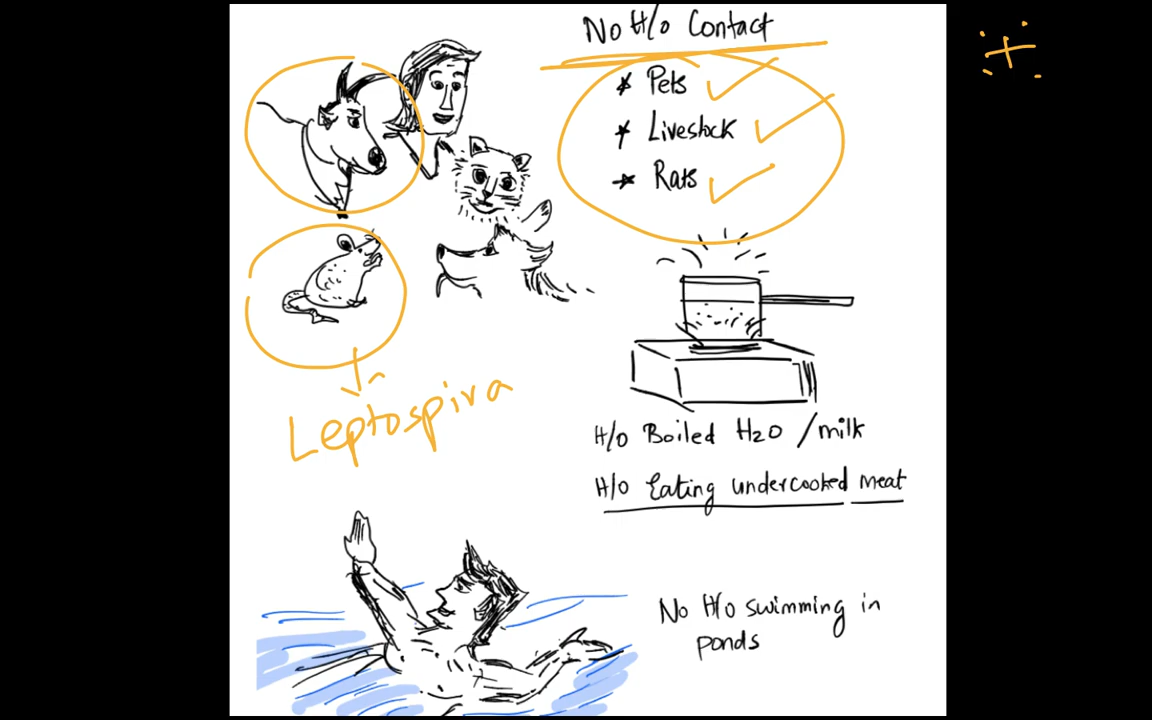 No H/o Contact
* Pets
* Livestock
* Rats
Leptospira
H/o Boiled H2O / milk
H/o Eating undercooked meat
No H/o swimming in
ponds